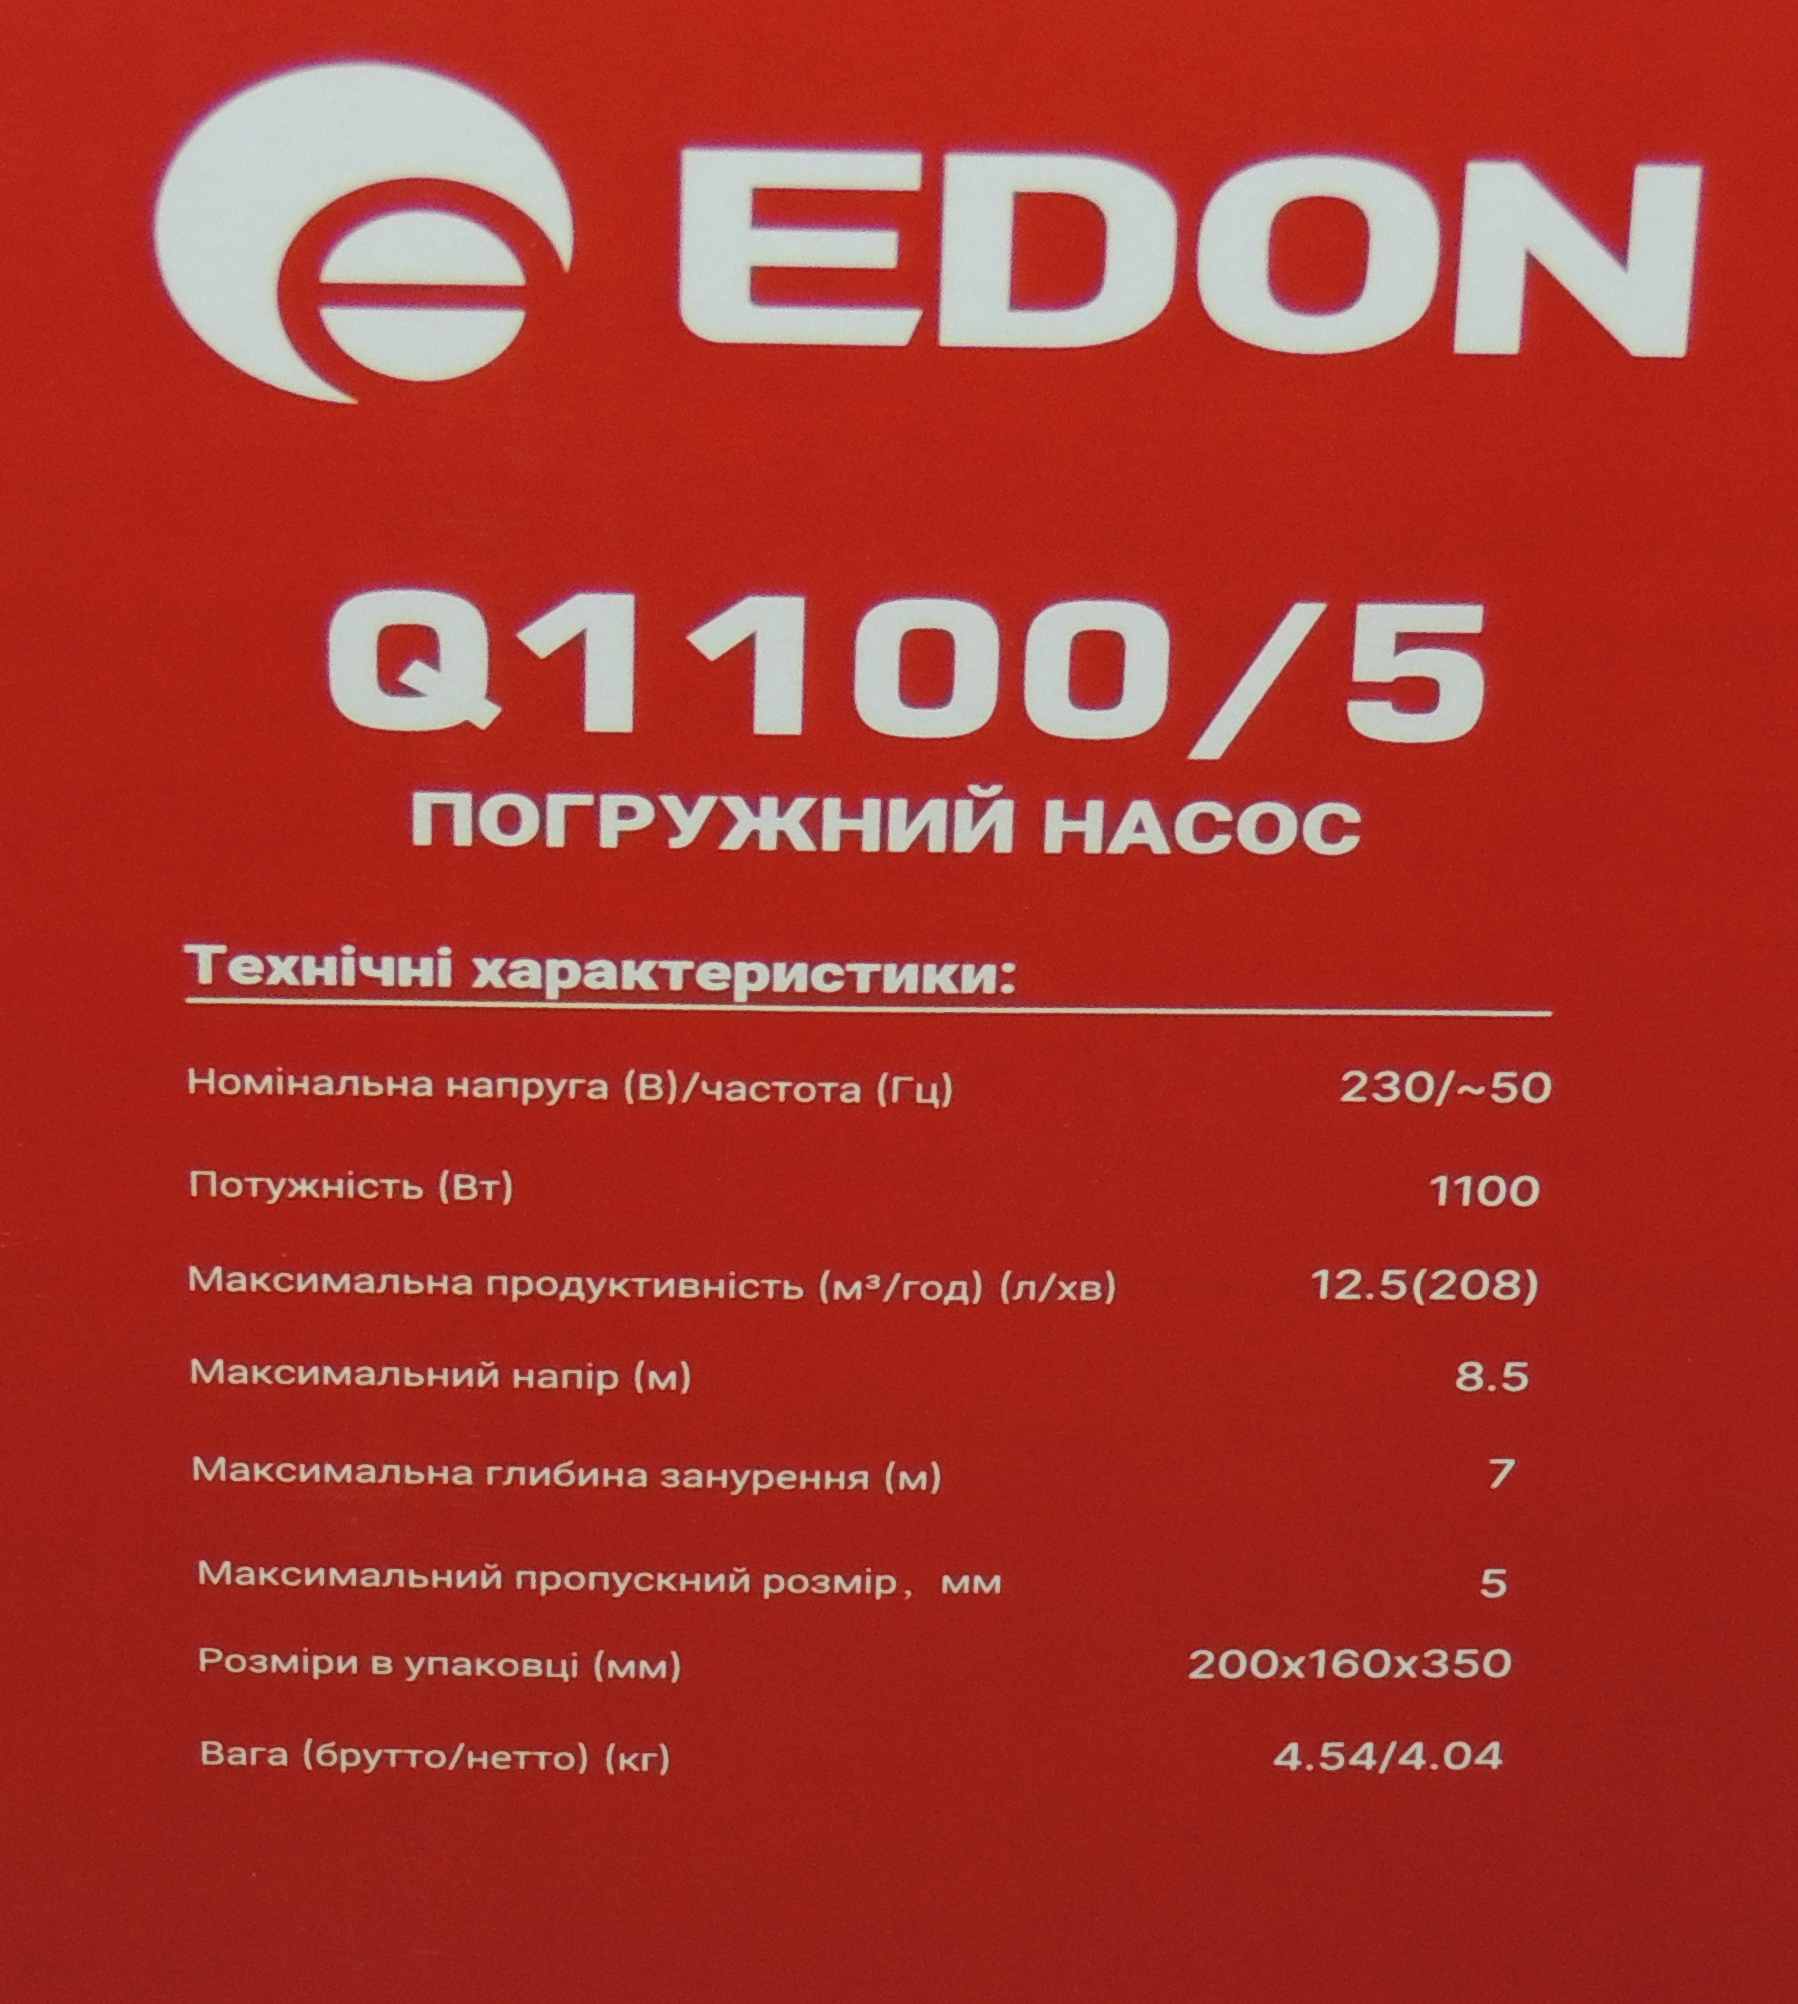 EDON
Q1100/5
ПОГРУЖНИЙ НАСОС
Технічні характеристики:
Номінальна напруга (В)/частота (Гц) 230/~50
Потужність (Вт) 1100
Максимальна продуктивність (м³/год) (л/хв) 12.5(208)
Максимальний напір (м) 8.5
Максимальна глибина занурення (м) 7
Максимальний пропускний розмір, мм 5
Розміри в упаковці (мм) 200x160x350
Вага (брутто/нетто) (кг) 4.54/4.04